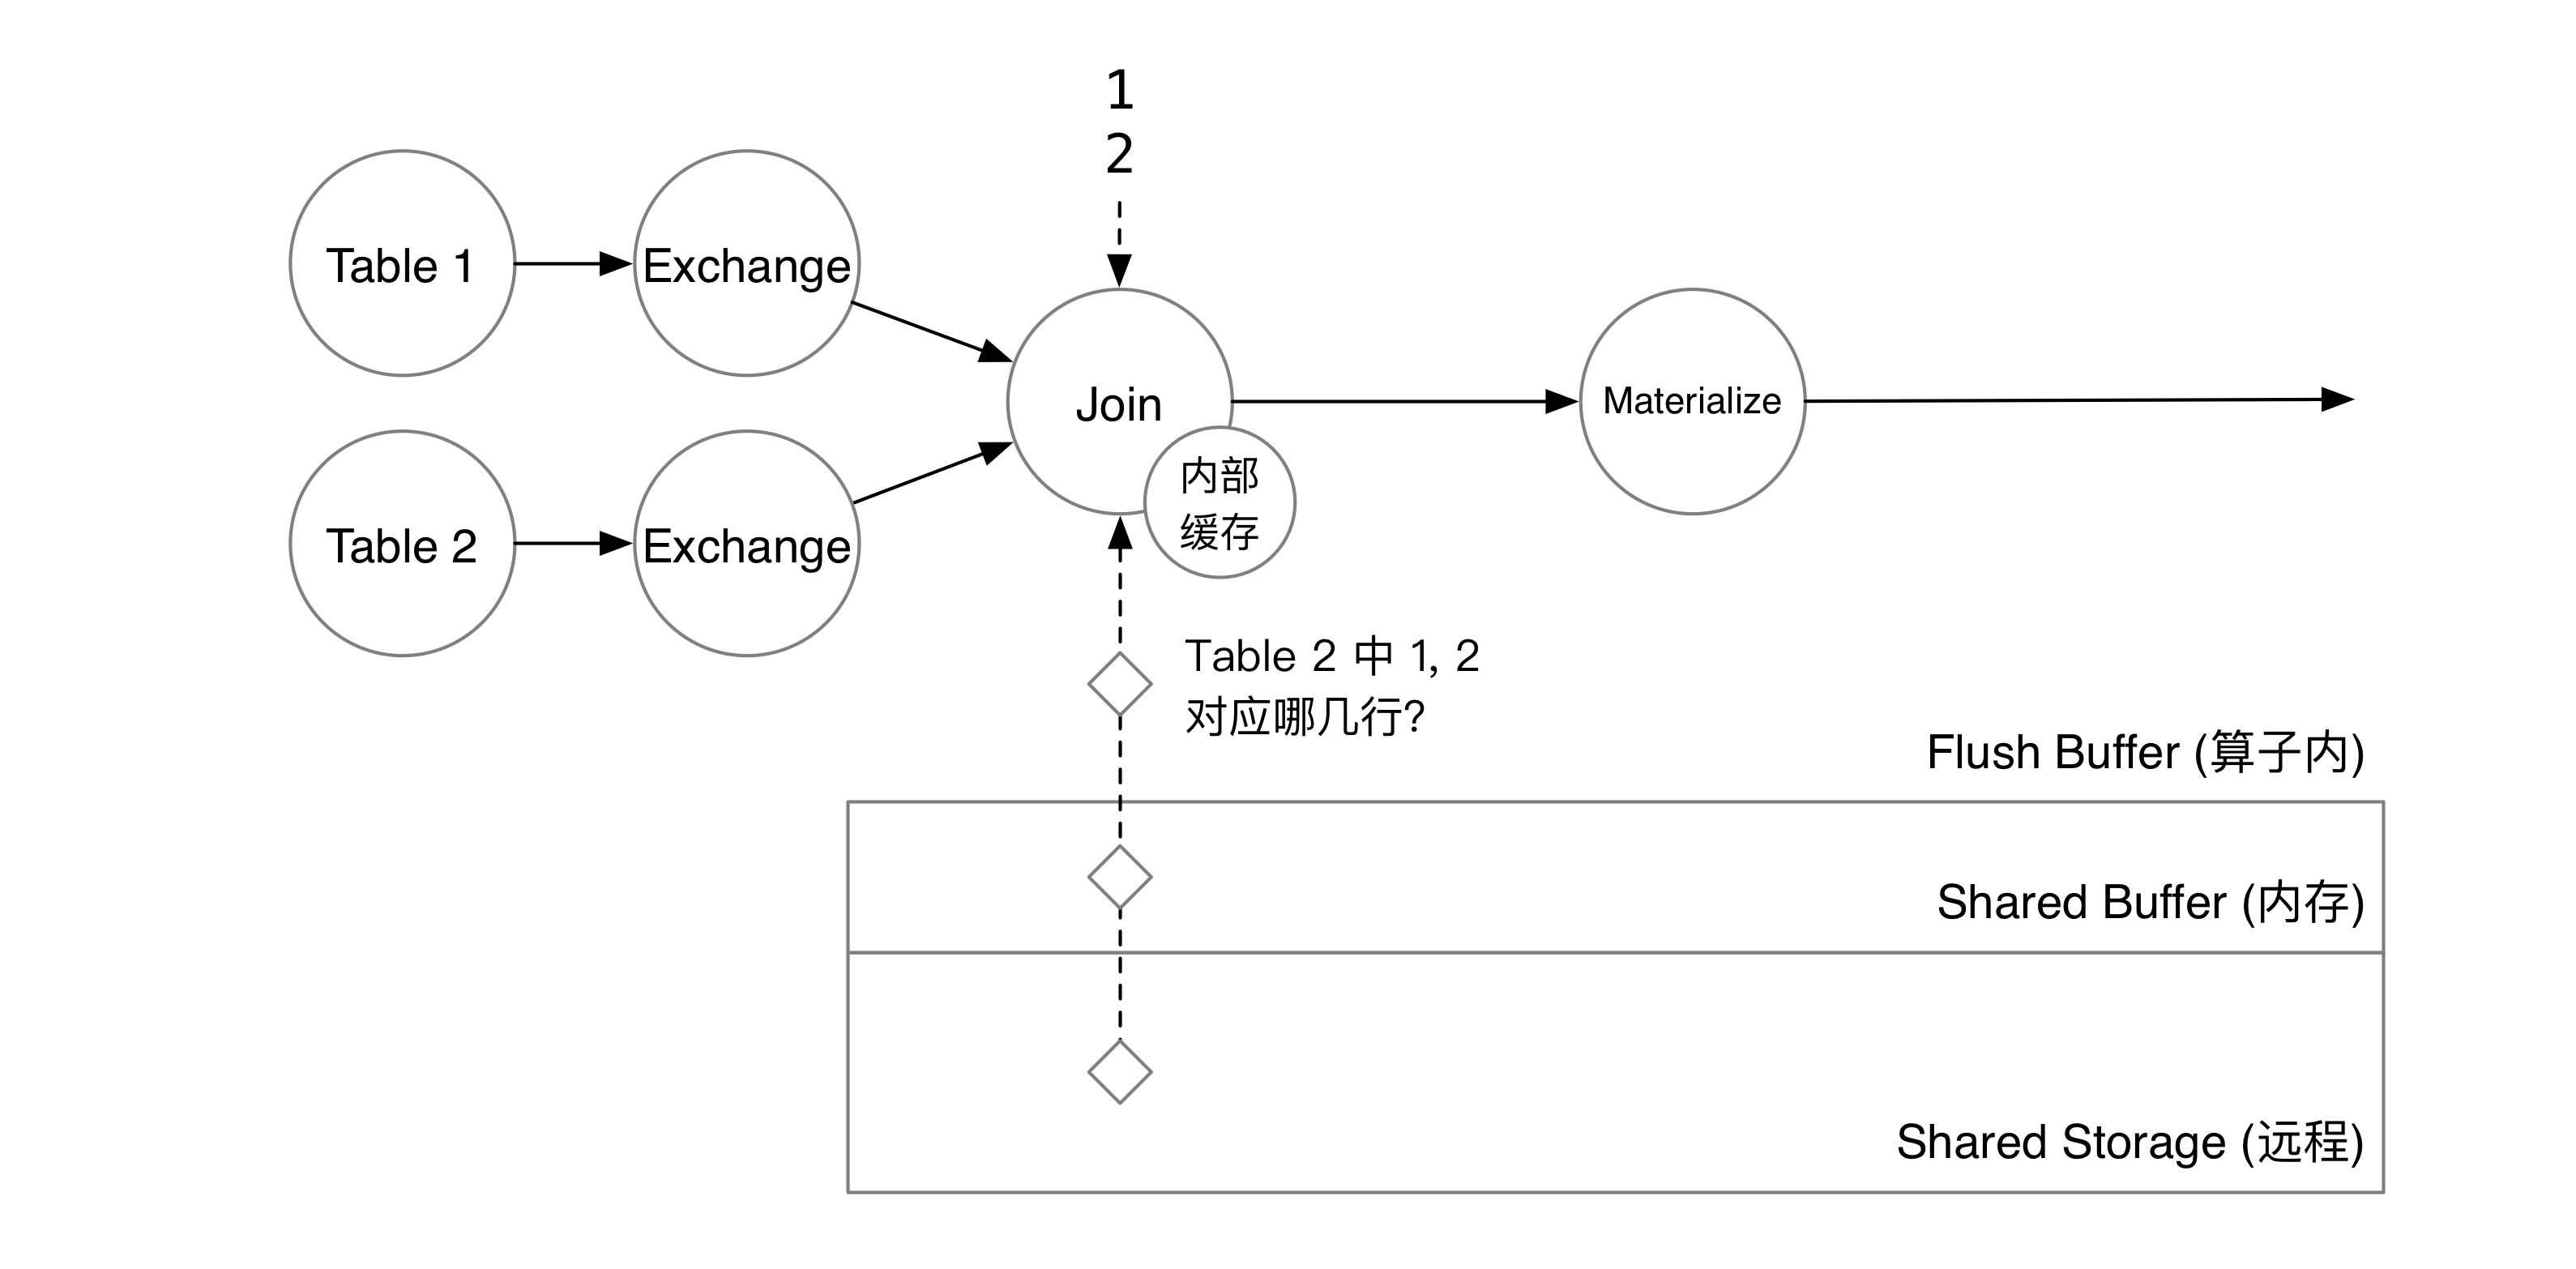 1
2
Table 1
Exchange
Join
Materialize
内部
缓存
Table 2
Exchange
Table 2 中 1, 2
对应哪几行?
Flush Buffer (算子内)
Shared Buffer (内存)
Shared Storage (远程)